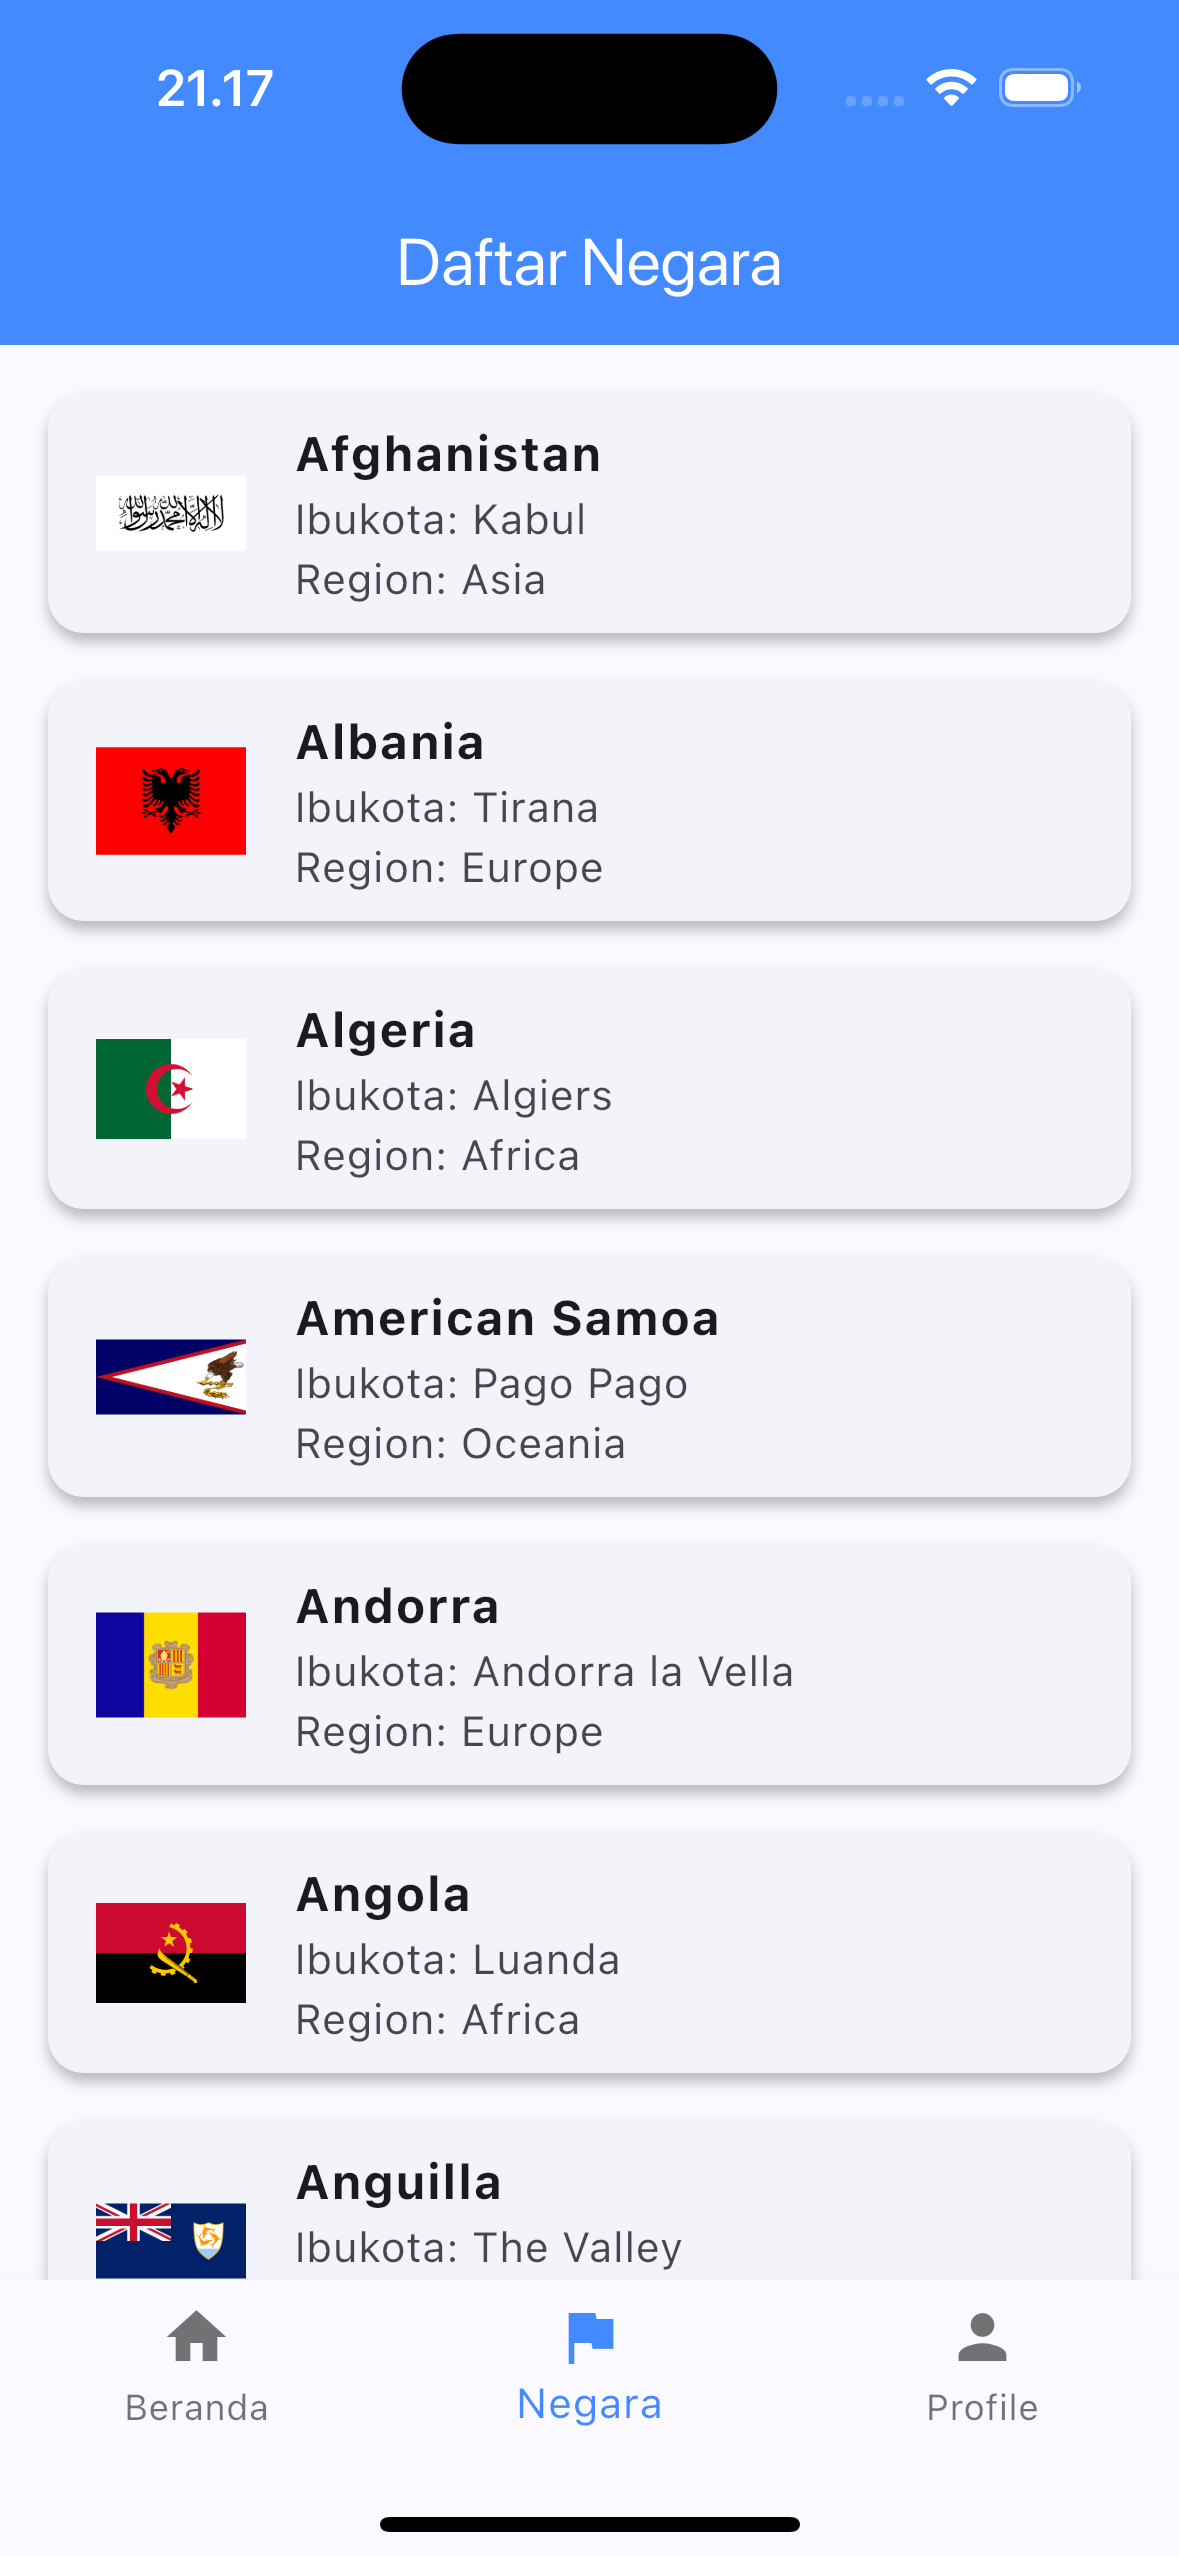 21.17
Daftar Negara
Afghanistan
Ibukota: Kabul
Region: Asia
Albania
Ibukota: Tirana
Region: Europe
Algeria
Ibukota: Algiers
Region: Africa
American Samoa
Ibukota: Pago Pago
Region: Oceania
Andorra
Ibukota: Andorra la Vella
Region: Europe
Angola
Ibukota: Luanda
Region: Africa
Anguilla
Ibukota: The Valley
Beranda
Negara
Profile